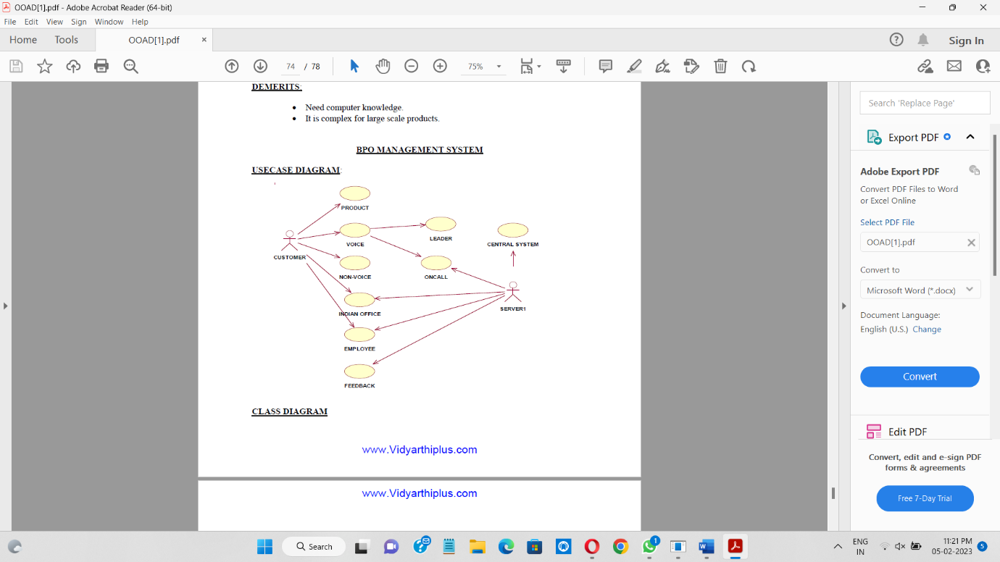 OOAD[1].pdf - Adobe Acrobat Reader (64-bit)
File Edit View Sign Window Help
Home Tools OOAD[1].pdf × Sign In
74 / 78 75%
DEMERITS:
• Need computer knowledge.
• It is complex for large scale products.
BPO MANAGEMENT SYSTEM
USECASE DIAGRAM:
PRODUCT
LEADER
VOICE
CENTRAL SYSTEM
CUSTOMER
NON-VOICE
ONCALL
SERVER1
INDIAN OFFICE
EMPLOYEE
FEEDBACK
CLASS DIAGRAM
www.Vidyarthiplus.com
www.Vidyarthiplus.com
Search 'Replace Page'
Export PDF
Adobe Export PDF
Convert PDF Files to Word
or Excel Online
Select PDF File
OOAD[1].pdf
Convert to
Microsoft Word (*.docx)
Document Language:
English (U.S.) Change
Convert
Edit PDF
Convert, edit and e-sign PDF
forms & agreements
Free 7-Day Trial
Search
1
ENG
IN
11:21 PM
05-02-2023
5